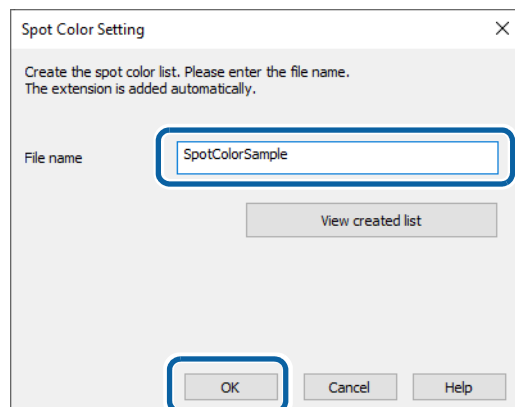 Spot Color Setting
Create the spot color list. Please enter the file name.
The extension is added automatically.
File name
SpotColorSample
View created list
OK
Cancel
Help